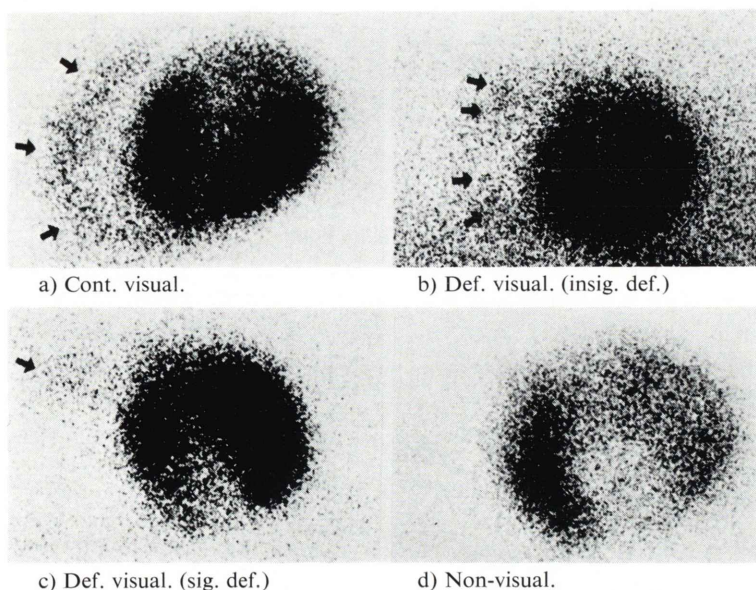 a) Cont. visual.
b) Def. visual. (insig. def.)
c) Def. visual. (sig. def.)
d) Non-visual.